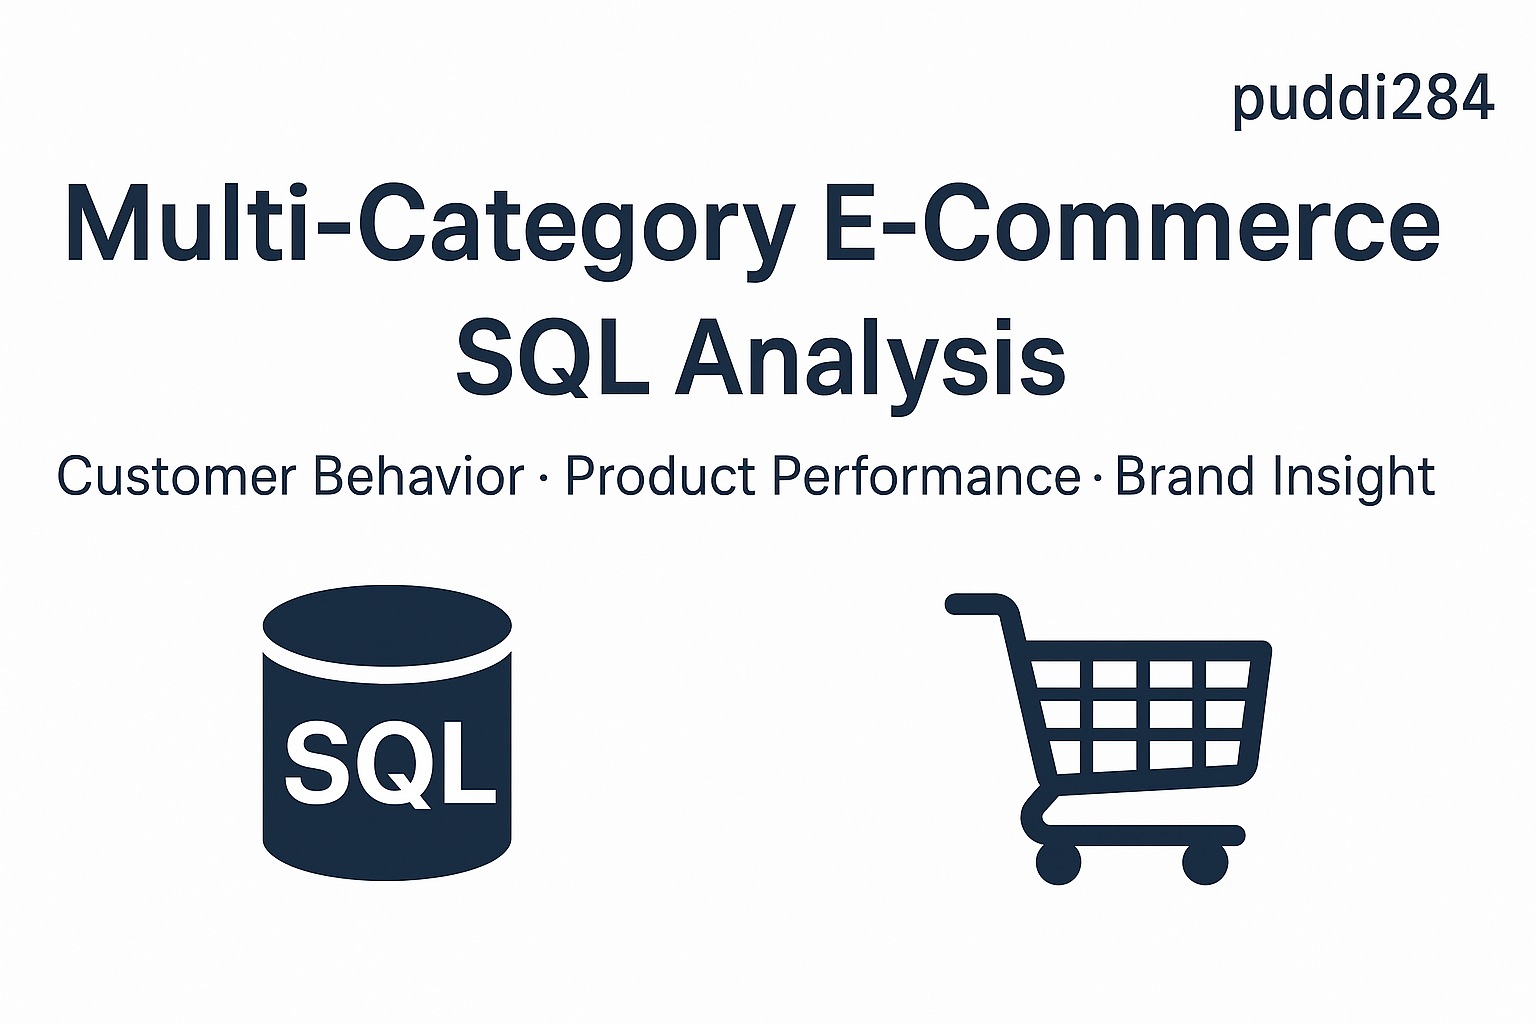 puddi284
Multi-Category E-Commerce
SQL Analysis
Customer Behavior · Product Performance · Brand Insight
SQL